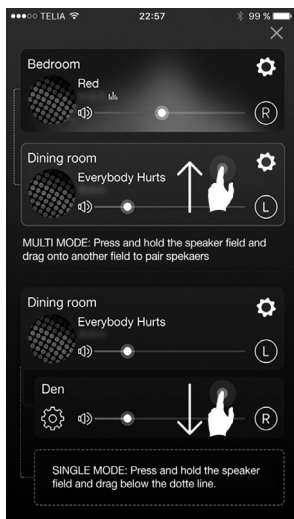 TELIA 22:57 99 %
Bedroom
Red
R
Dining room
Everybody Hurts
L
MULTI MODE: Press and hold the speaker field and
drag onto another field to pair spekaers
Dining room
Everybody Hurts
L
Den
R
SINGLE MODE: Press and hold the speaker
field and drag below the dotte line.